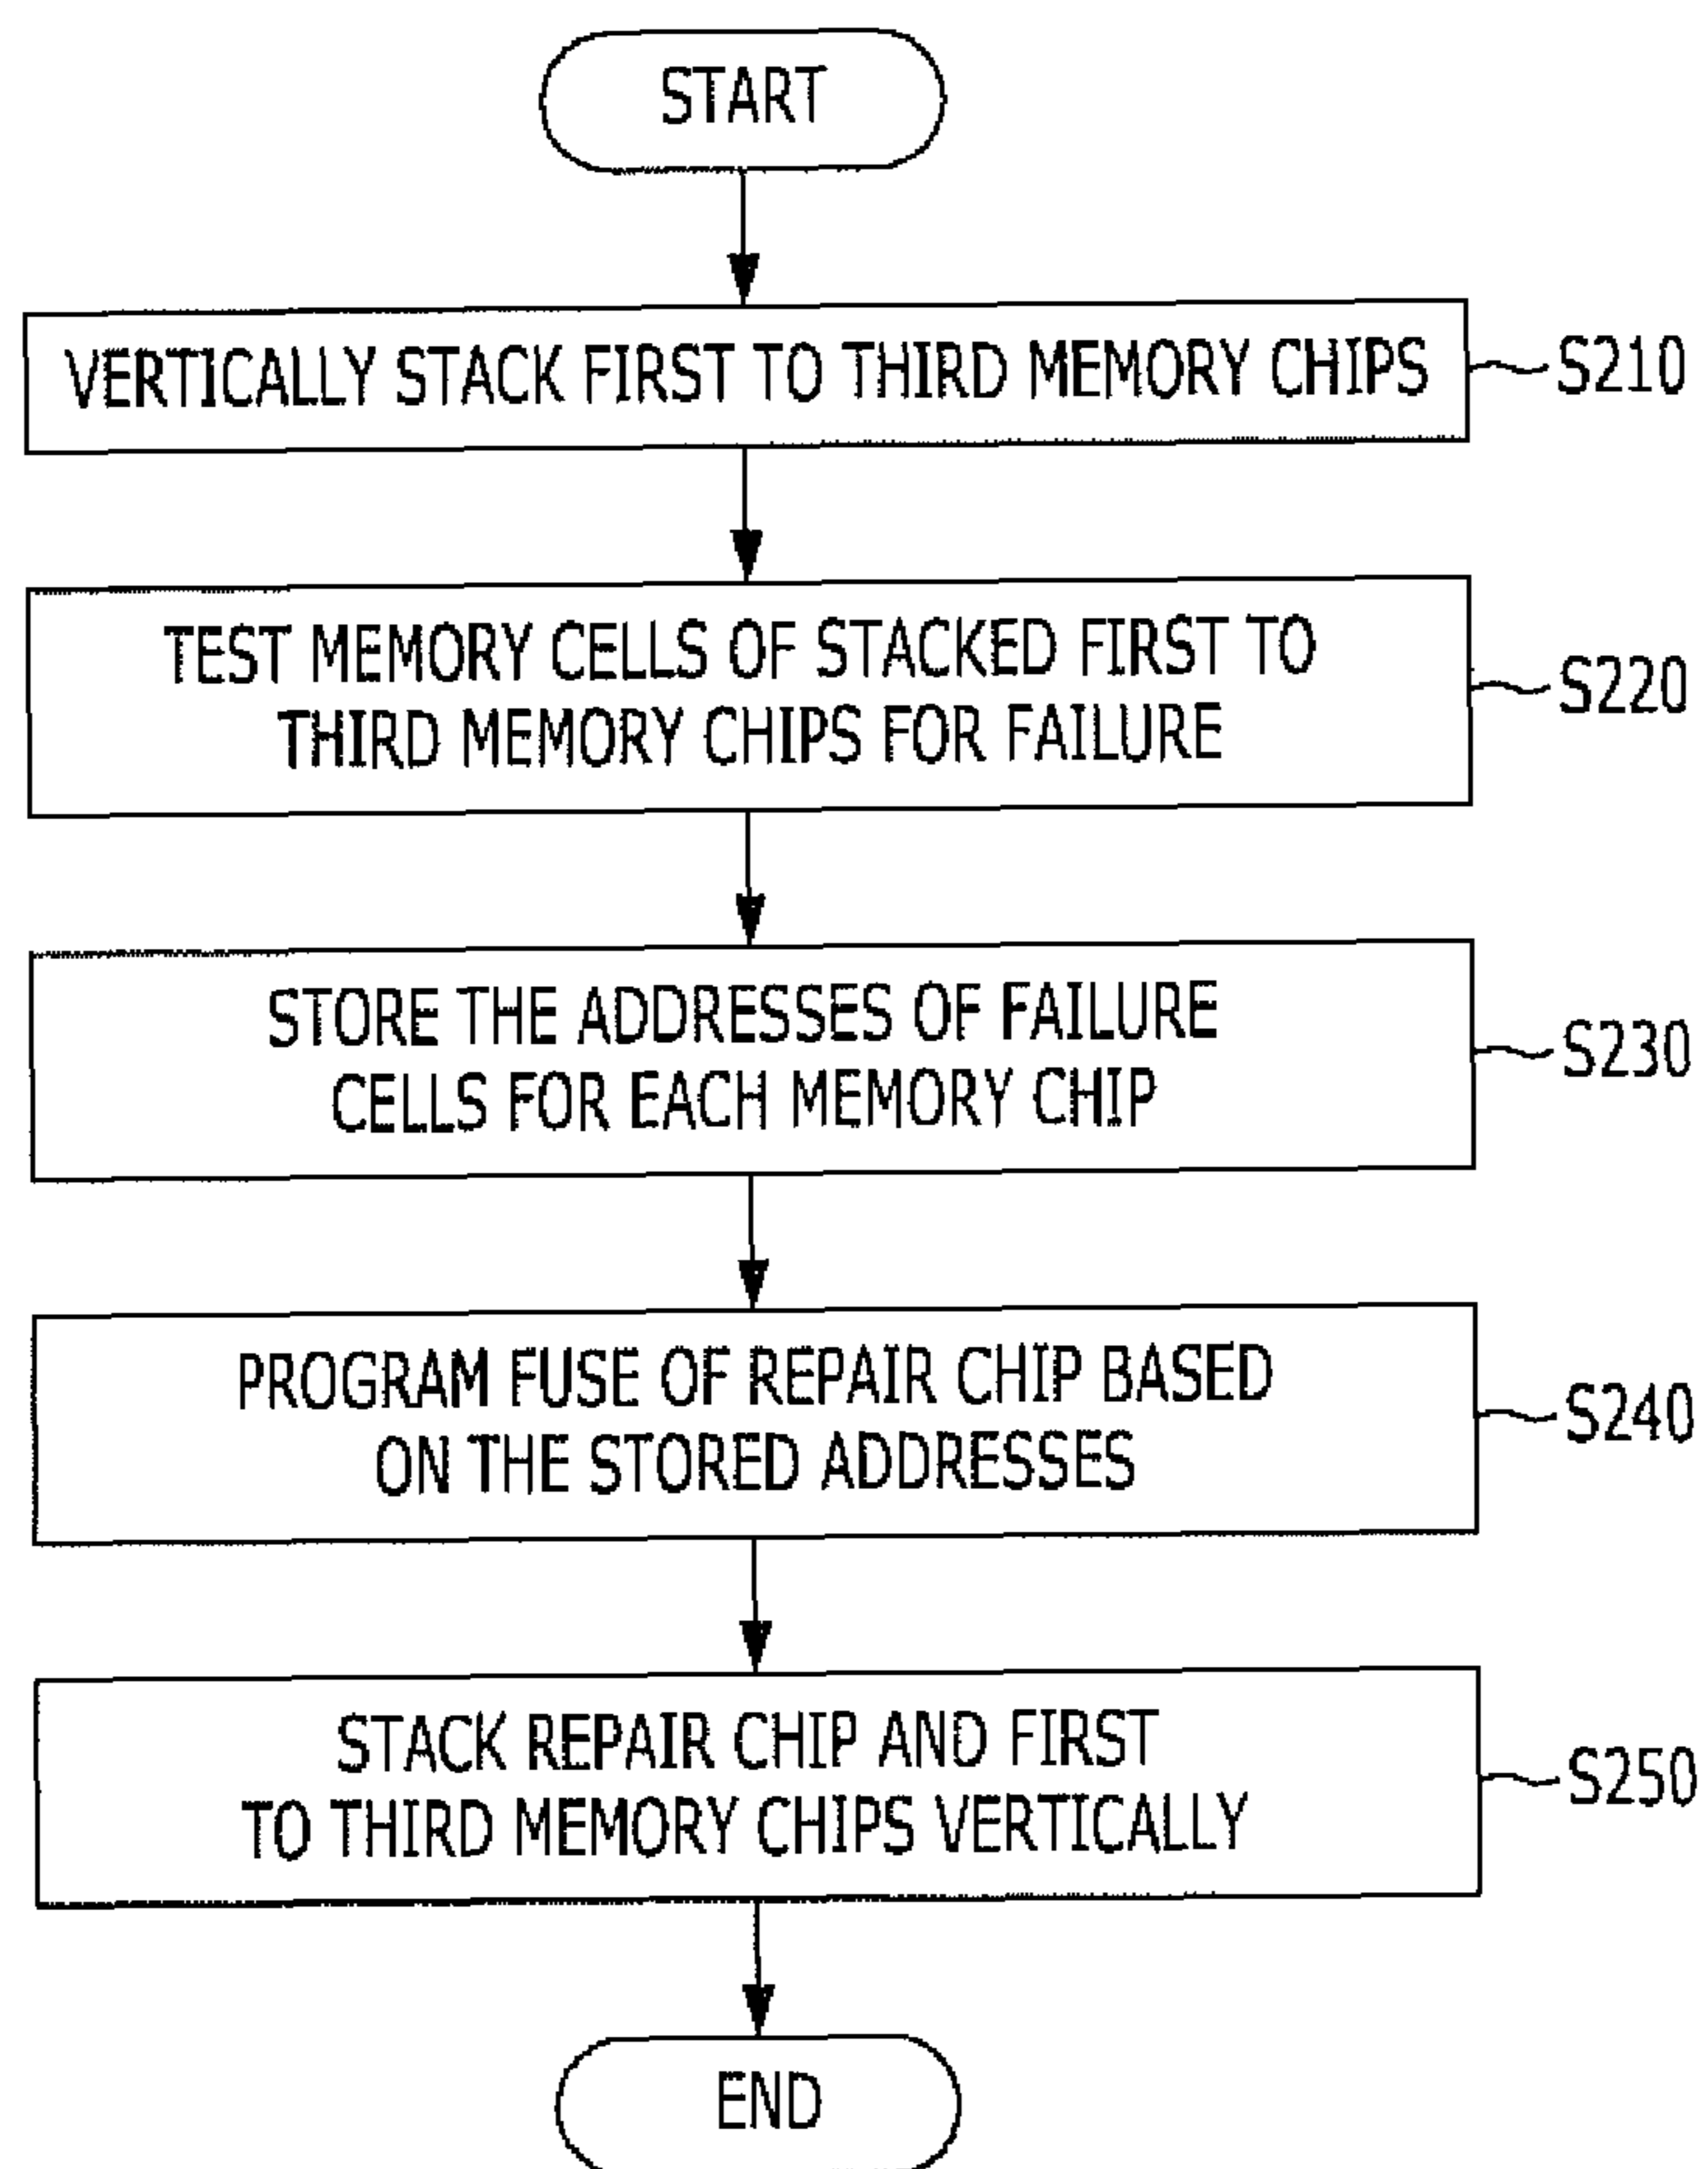 START
VERTICALLY STACK FIRST TO THIRD MEMORY CHIPS
S210
TEST MEMORY CELLS OF STACKED FIRST TO
THIRD MEMORY CHIPS FOR FAILURE
S220
STORE THE ADDRESSES OF FAILURE
CELLS FOR EACH MEMORY CHIP
S230
PROGRAM FUSE OF REPAIR CHIP BASED
ON THE STORED ADDRESSES
S240
STACK REPAIR CHIP AND FIRST
TO THIRD MEMORY CHIPS VERTICALLY
S250
END